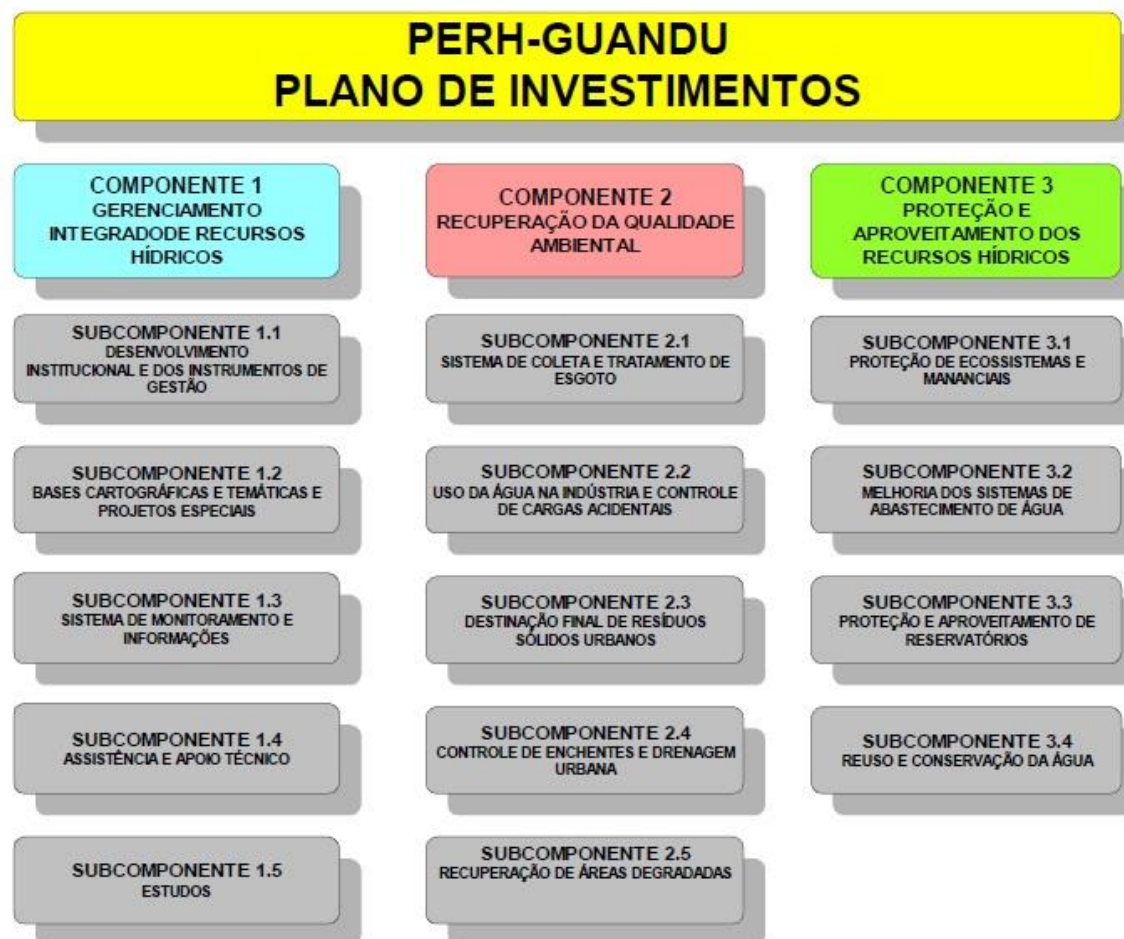 PERH-GUANDU
PLANO DE INVESTIMENTOS
COMPONENTE 1
GERENCIAMENTO
INTEGRADODE RECURSOS
HÍDRICOS
SUBCOMPONENTE 1.1
DESENVOLVIMENTO
INSTITUCIONAL E DOS INSTRUMENTOS DE
GESTÃO
SUBCOMPONENTE 1.2
BASES CARTOGRÁFICAS E TEMÁTICAS E
PROJETOS ESPECIAIS
SUBCOMPONENTE 1.3
SISTEMA DE MONITORAMENTO E
INFORMAÇÕES
SUBCOMPONENTE 1.4
ASSISTÊNCIA E APOIO TÉCNICO
SUBCOMPONENTE 1.5
ESTUDOS
COMPONENTE 2
RECUPERAÇÃO DA QUALIDADE
AMBIENTAL
SUBCOMPONENTE 2.1
SISTEMA DE COLETA E TRATAMENTO DE
ESGOTO
SUBCOMPONENTE 2.2
USO DA ÁGUA NA INDÚSTRIA E CONTROLE
DE CARGAS ACIDENTAIS
SUBCOMPONENTE 2.3
DESTINAÇÃO FINAL DE RESÍDUOS
SÓLIDOS URBANOS
SUBCOMPONENTE 2.4
CONTROLE DE ENCHENTES E DRENAGEM
URBANA
SUBCOMPONENTE 2.5
RECUPERAÇÃO DE ÁREAS DEGRADADAS
COMPONENTE 3
PROTEÇÃO E
APROVEITAMENTO DOS
RECURSOS HÍDRICOS
SUBCOMPONENTE 3.1
PROTEÇÃO DE ECOSSISTEMAS E
MANANCIAIS
SUBCOMPONENTE 3.2
MELHORIA DOS SISTEMAS DE
ABASTECIMENTO DE ÁGUA
SUBCOMPONENTE 3.3
PROTEÇÃO E APROVEITAMENTO DE
RESERVATÓRIOS
SUBCOMPONENTE 3.4
REUSO E CONSERVAÇÃO DA ÁGUA